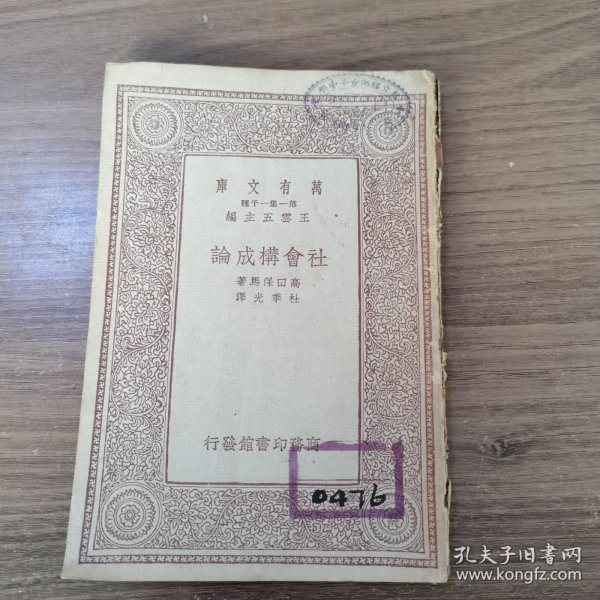 萬有文庫
第一集一千種
王雲五主編
社會構成論
高田保馬著
杜季光譯
商務印書館發行
0476
孔夫子旧书网
www.kongfz.com